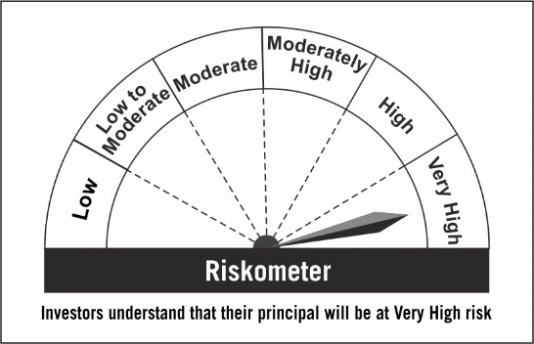 Low
Low to
Moderate
Moderate
Moderately
High
High
Very High
Riskometer
Investors understand that their principal will be at Very High risk